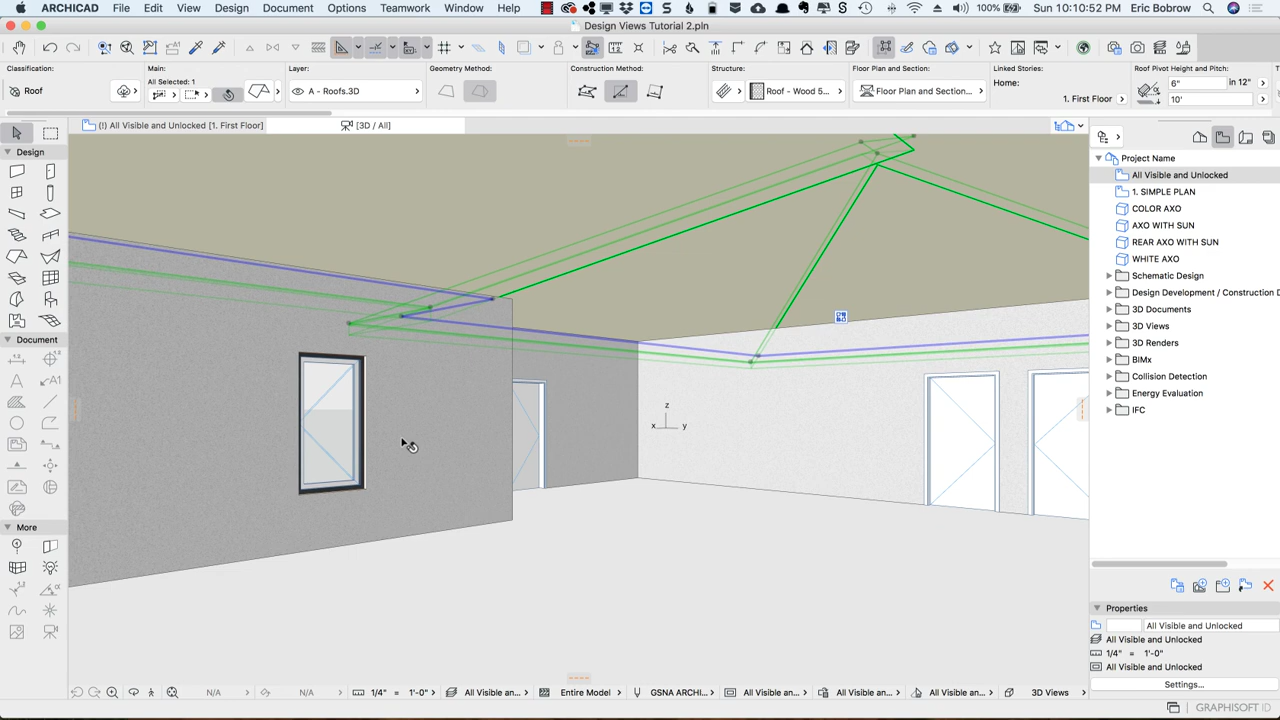 ARCHICAD File Edit View Design Document Options Teamwork Window Help 100% Sun 10:10:52 Eric Bobrow
Design Views Tutorial 2.pln
Classification: Main: Layer: Geometry Method: Construction Method: Structure: Floor Plan and Section: Linked Stories: Roof Pivot Height and Pitch:
All Selected: 1
Roof
A - Roofs.3D
Roof - Wood 5...
Floor Plan and Section...
Home:
1. First Floor
6" in 12"
10'
(!) All Visible and Unlocked [1. First Floor]
[3D / All]
Design
Document
More
z
x y
Project Name
All Visible and Unlocked
1. SIMPLE PLAN
COLOR AXO
AXO WITH SUN
REAR AXO WITH SUN
WHITE AXO
Schematic Design
Design Development / Construction D
3D Documents
3D Views
3D Renders
BIMx
Collision Detection
Energy Evaluation
IFC
Properties
All Visible and Unlocked
All Visible and Unlocked
1/4" = 1'-0"
All Visible and Unlocked
Settings...
N/A N/A 1/4" = 1'-0" All Visible an... Entire Model GSNA ARCHI... All Visible an... All Visible an... All Visible an... 3D Views
GRAPHISOFT ID